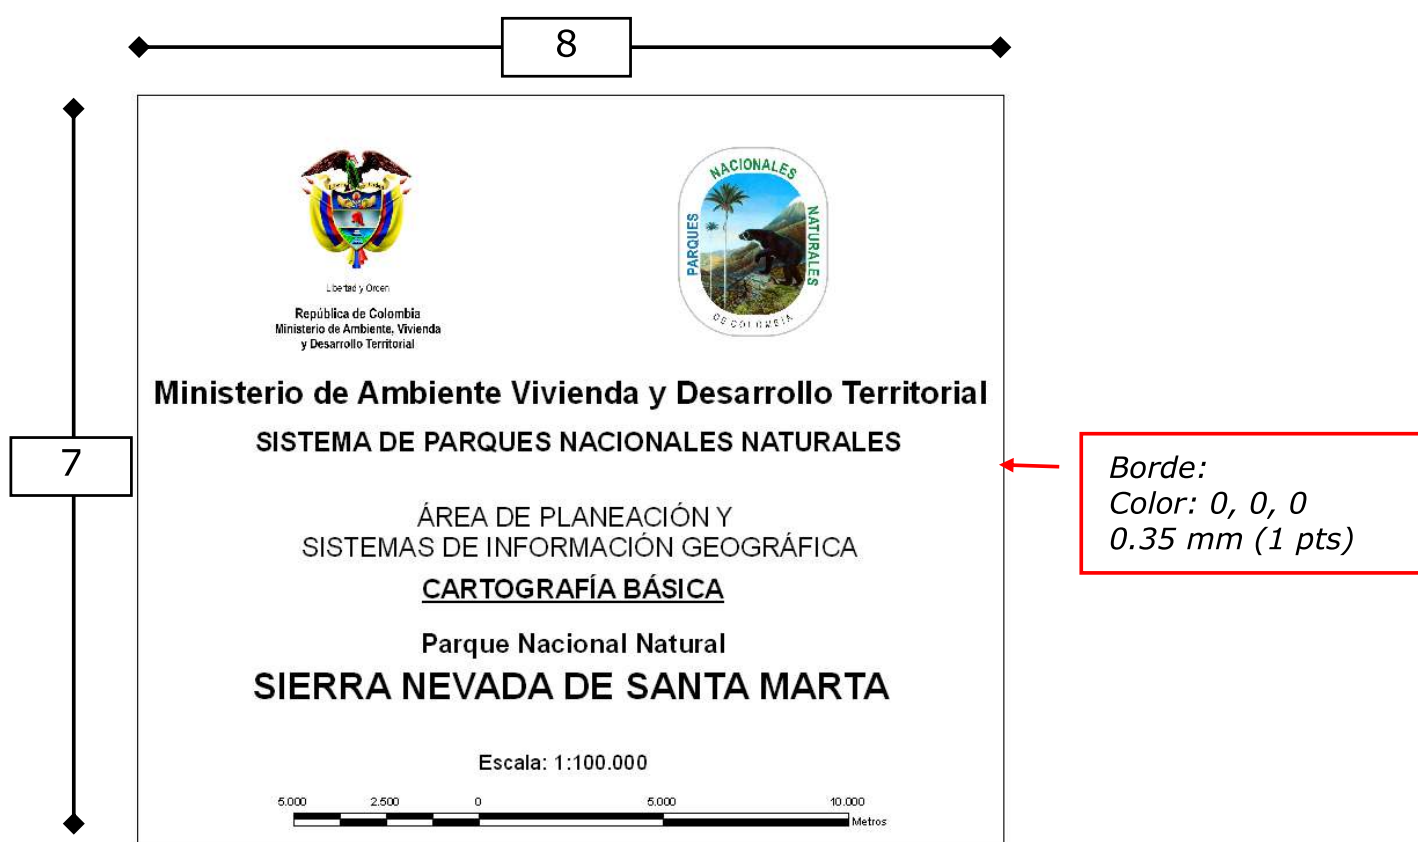 8
7
PARQUES NACIONALES NATURALES
DE COLOMBIA
Libertad y Orden
República de Colombia
Ministerio de Ambiente, Vivienda
y Desarrollo Territorial
Ministerio de Ambiente Vivienda y Desarrollo Territorial
SISTEMA DE PARQUES NACIONALES NATURALES
ÁREA DE PLANEACIÓN Y
SISTEMAS DE INFORMACIÓN GEOGRÁFICA
CARTOGRAFÍA BÁSICA
Parque Nacional Natural
SIERRA NEVADA DE SANTA MARTA
Escala: 1:100.000
5.000 2.500 0 5.000 10.000
Metros
Borde:
Color: 0, 0, 0
0.35 mm (1 pts)